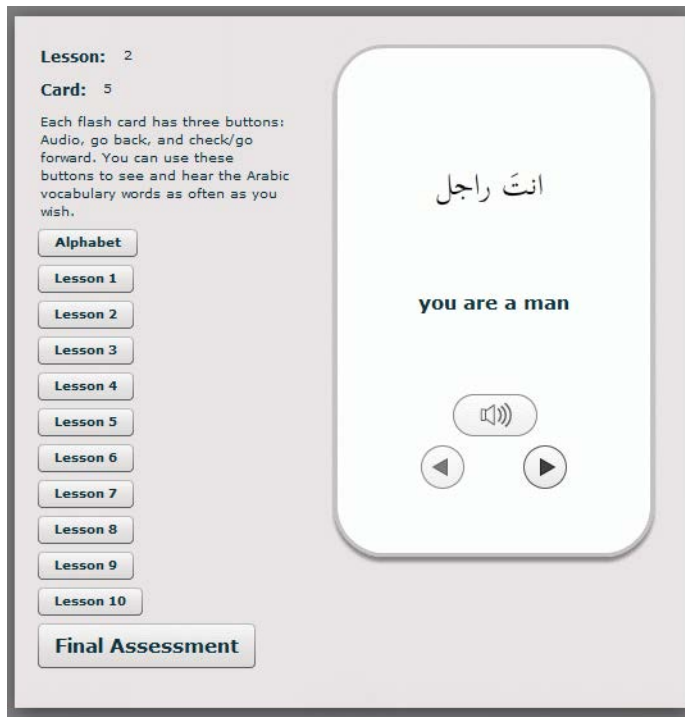 Lesson: 2
Card: 5
Each flash card has three buttons:
Audio, go back, and check/go
forward. You can use these
buttons to see and hear the Arabic
vocabulary words as often as you
wish.
Alphabet
Lesson 1
Lesson 2
Lesson 3
Lesson 4
Lesson 5
Lesson 6
Lesson 7
Lesson 8
Lesson 9
Lesson 10
Final Assessment
انتَ راجل
you are a man